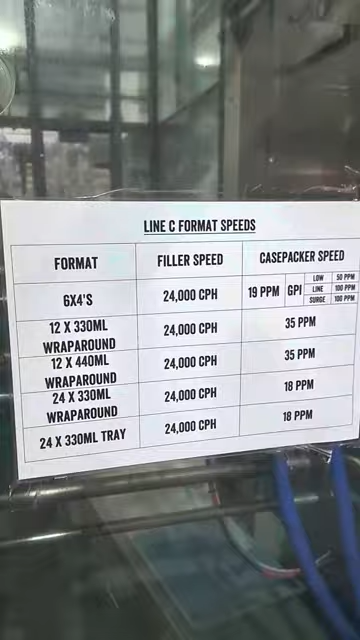 LINE C FORMAT SPEEDS
FORMAT FILLER SPEED CASEPACKER SPEED
6X4'S 24,000 CPH 19 PPM GPI LOW 50 PPM
LINE 100 PPM
SURGE 100 PPM
12 X 330ML WRAPAROUND 24,000 CPH 35 PPM
12 X 440ML WRAPAROUND 24,000 CPH 35 PPM
24 X 330ML WRAPAROUND 24,000 CPH 18 PPM
24 X 330ML TRAY 24,000 CPH 18 PPM